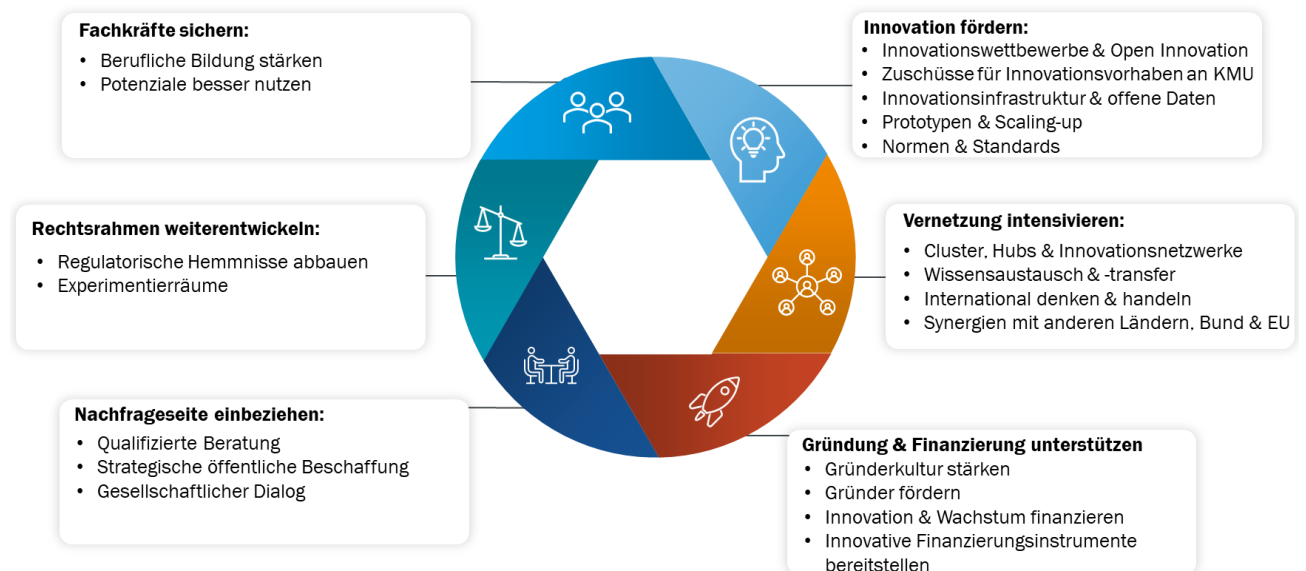 Fachkräfte sichern:
• Berufliche Bildung stärken
• Potenziale besser nutzen
Innovation fördern:
• Innovationswettbewerbe & Open Innovation
• Zuschüsse für Innovationsvorhaben an KMU
• Innovationsinfrastruktur & offene Daten
• Prototypen & Scaling-up
• Normen & Standards
Rechtsrahmen weiterentwickeln:
• Regulatorische Hemmnisse abbauen
• Experimentierräume
Vernetzung intensivieren:
• Cluster, Hubs & Innovationsnetzwerke
• Wissensaustausch & -transfer
• International denken & handeln
• Synergien mit anderen Ländern, Bund & EU
Nachfrageseite einbeziehen:
• Qualifizierte Beratung
• Strategische öffentliche Beschaffung
• Gesellschaftlicher Dialog
Gründung & Finanzierung unterstützen
• Gründerkultur stärken
• Gründer fördern
• Innovation & Wachstum finanzieren
• Innovative Finanzierungsinstrumente
bereitstellen